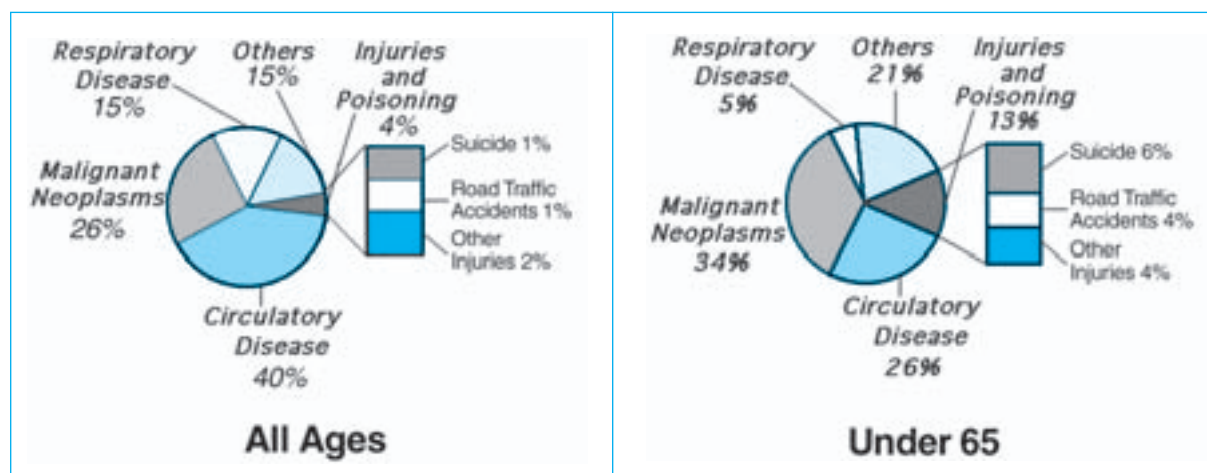 Respiratory
Disease
15%
Others
15%
Injuries
and
Poisoning
4%
Suicide 1%
Road Traffic
Accidents 1%
Other
Injuries 2%
Malignant
Neoplasms
26%
Circulatory
Disease
40%
All Ages
Respiratory
Disease
5%
Others
21%
Injuries
and
Poisoning
13%
Suicide 6%
Road Traffic
Accidents 4%
Other
Injuries 4%
Malignant
Neoplasms
34%
Circulatory
Disease
26%
Under 65